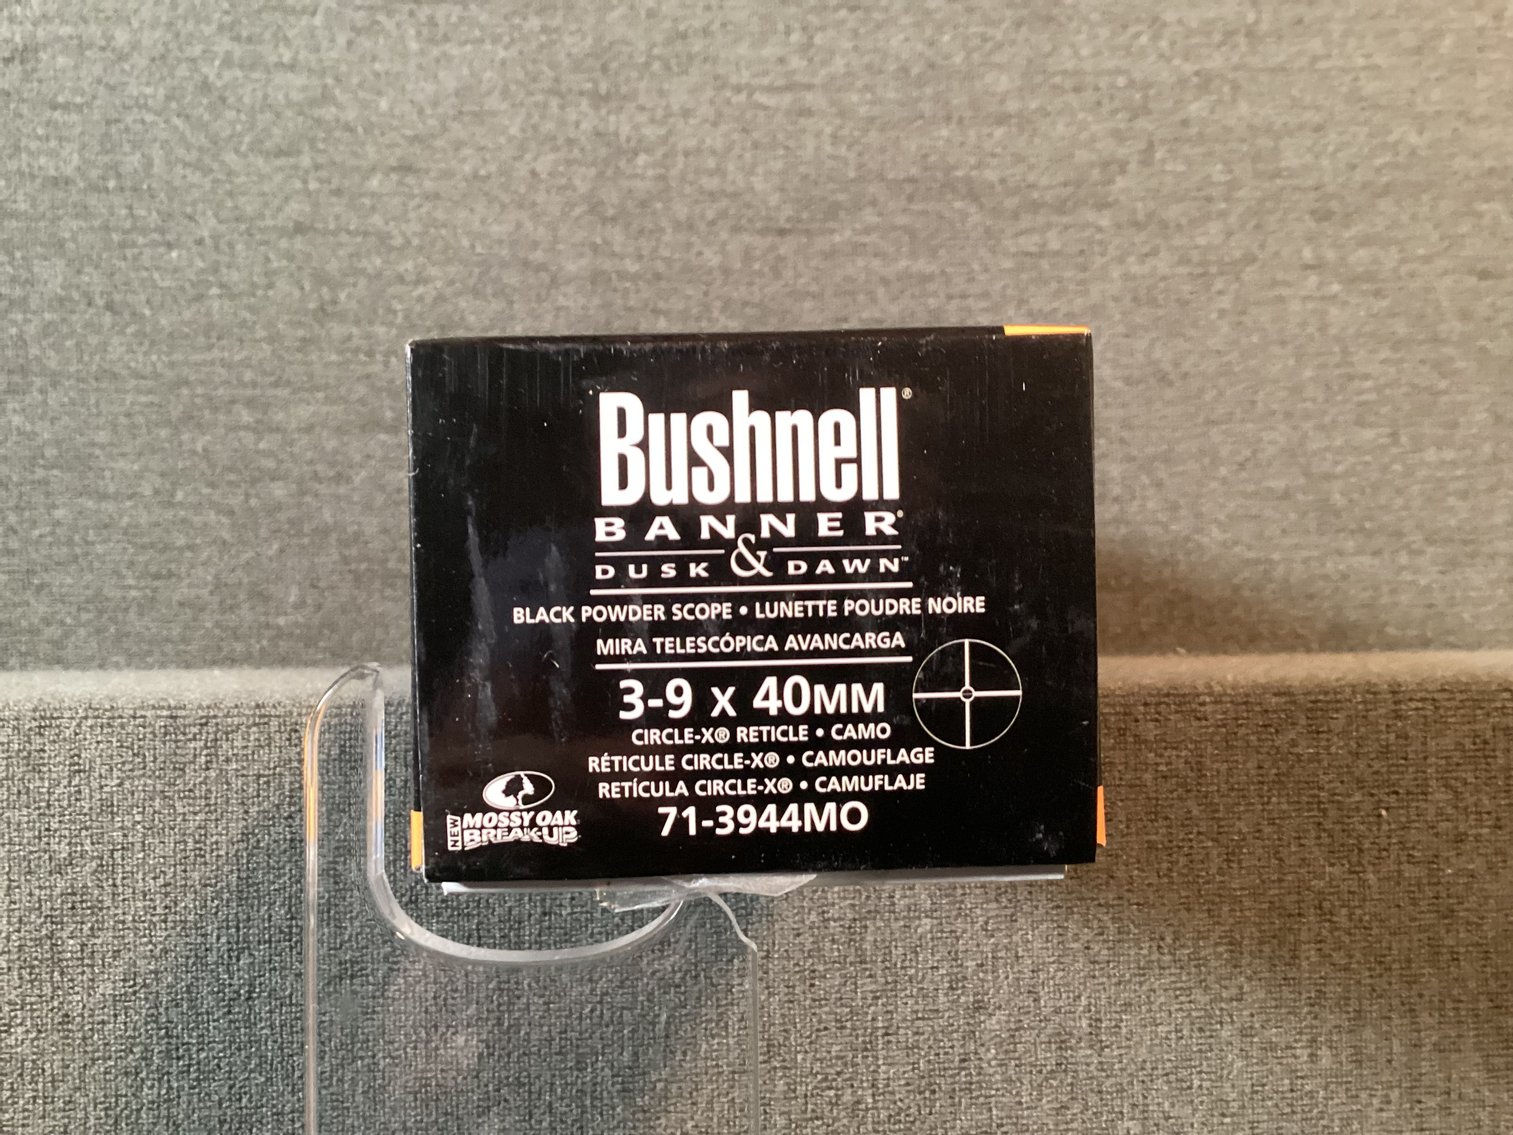 Bushnell®
BANNER®
DUSK & DAWN™
BLACK POWDER SCOPE • LUNETTE POUDRE NOIRE
MIRA TELESCÓPICA AVANCARGA
3-9 x 40MM
CIRCLE-X® RETICLE • CAMO
RÉTICULE CIRCLE-X® • CAMOUFLAGE
RETÍCULA CIRCLE-X® • CAMUFLAJE
71-3944MO
NEW MOSSY OAK
BREAK-UP